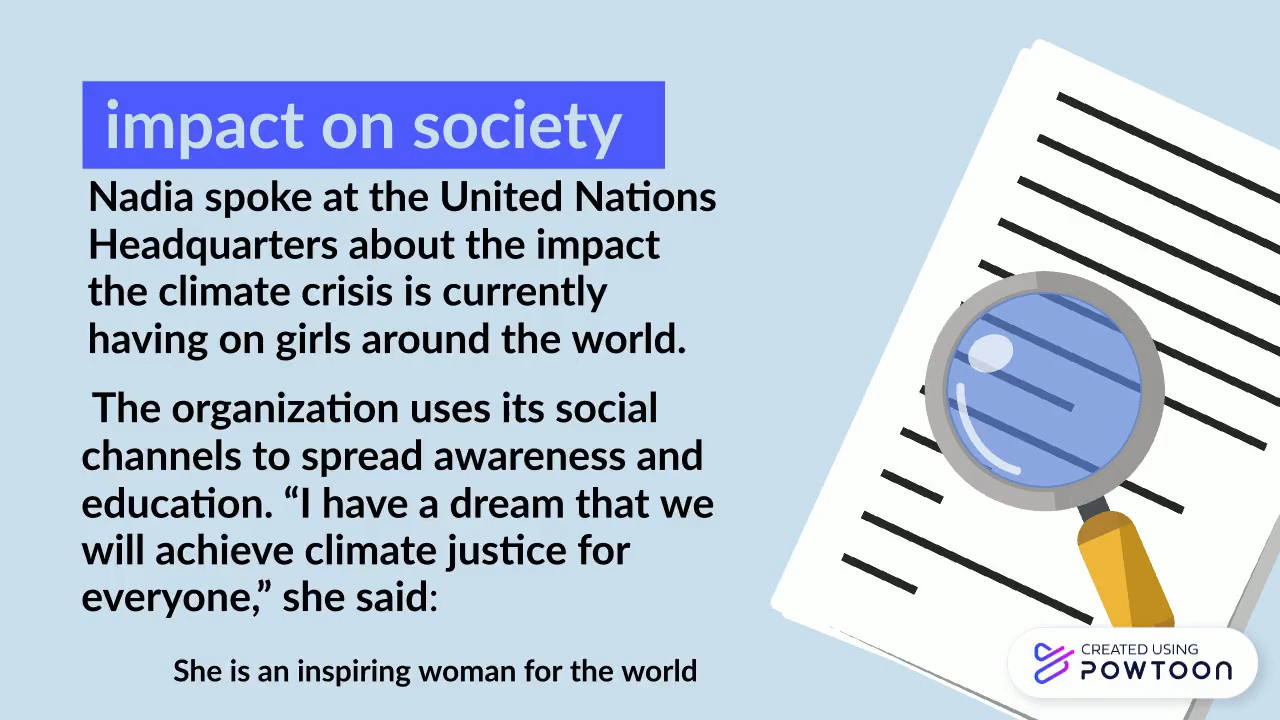 impact on society
Nadia spoke at the United Nations
Headquarters about the impact
the climate crisis is currently
having on girls around the world.
The organization uses its social
channels to spread awareness and
education. “I have a dream that we
will achieve climate justice for
everyone,” she said:
She is an inspiring woman for the world
CREATED USING
POWTOON